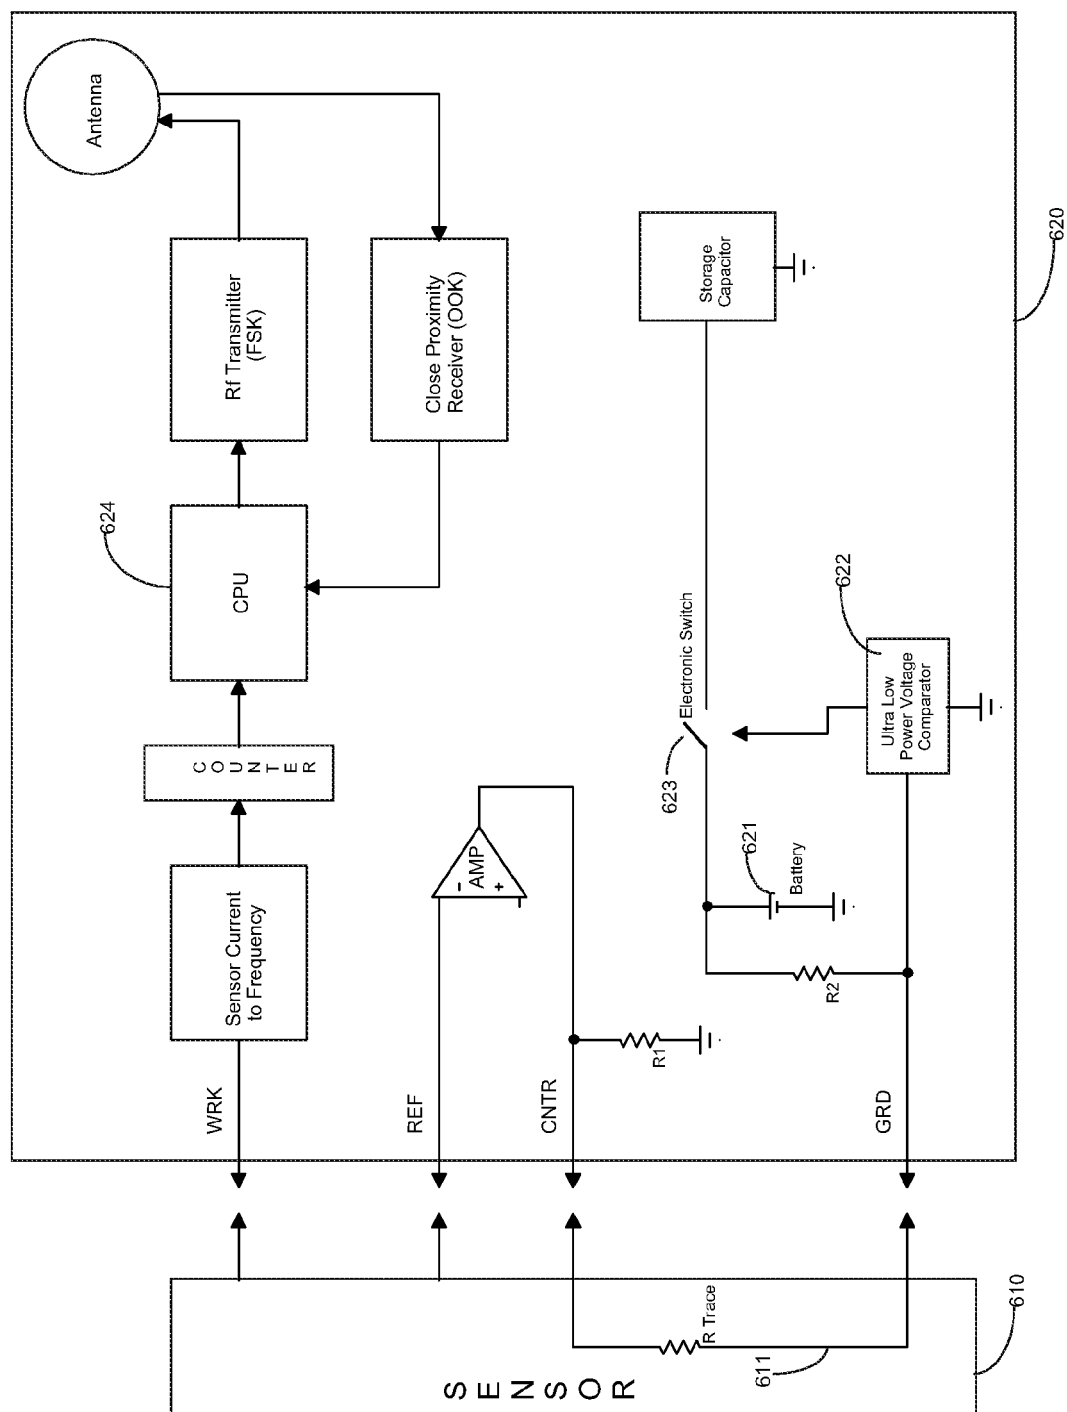 Antenna
Rf Transmitter
(FSK)
Close Proximity
Receiver (OOK)
Storage
Capacitor
620
624
CPU
622
Electronic Switch
623
Ultra Low
Power Voltage
Comparator
COUNTER
AMP
-
+
621
Battery
Sensor Current
to Frequency
R2
R1
WRK
REF
CNTR
GRD
R Trace
611
610
SENSOR